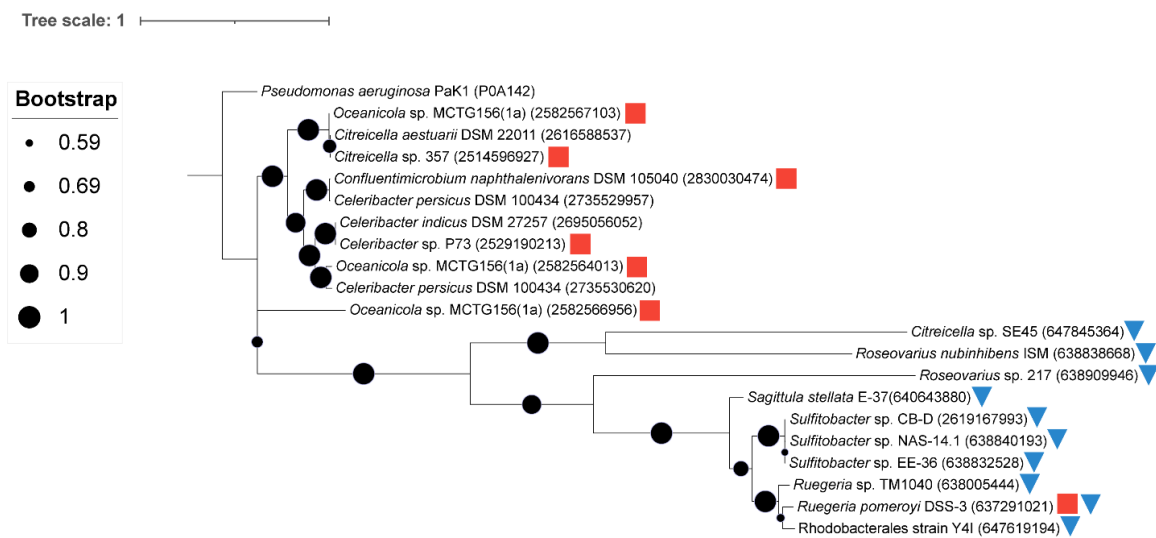 Tree scale: 1
Bootstrap
0.59
0.69
0.8
0.9
1
Pseudomonas aeruginosa PaK1 (P0A142)
Oceanicola sp. MCTG156(1a) (2582567103)
Citreicella aestuarii DSM 22011 (2616588537)
Citreicella sp. 357 (2514596927)
Confluentimicrobium naphthalenivorans DSM 105040 (2830030474)
Celeribacter persicus DSM 100434 (2735529957)
Celeribacter indicus DSM 27257 (2695056052)
Celeribacter sp. P73 (2529190213)
Oceanicola sp. MCTG156(1a) (2582564013)
Celeribacter persicus DSM 100434 (2735530620)
Oceanicola sp. MCTG156(1a) (2582566956)
Citreicella sp. SE45 (647845364)
Roseovarius nubinhibens ISM (638838668)
Roseovarius sp. 217 (638909946)
Sagittula stellata E-37(640643880)
Sulfitobacter sp. CB-D (2619167993)
Sulfitobacter sp. NAS-14.1 (638840193)
Sulfitobacter sp. EE-36 (638832528)
Ruegeria sp. TM1040 (638005444)
Ruegeria pomeroyi DSS-3 (637291021)
Rhodobacterales strain Y4I (647619194)